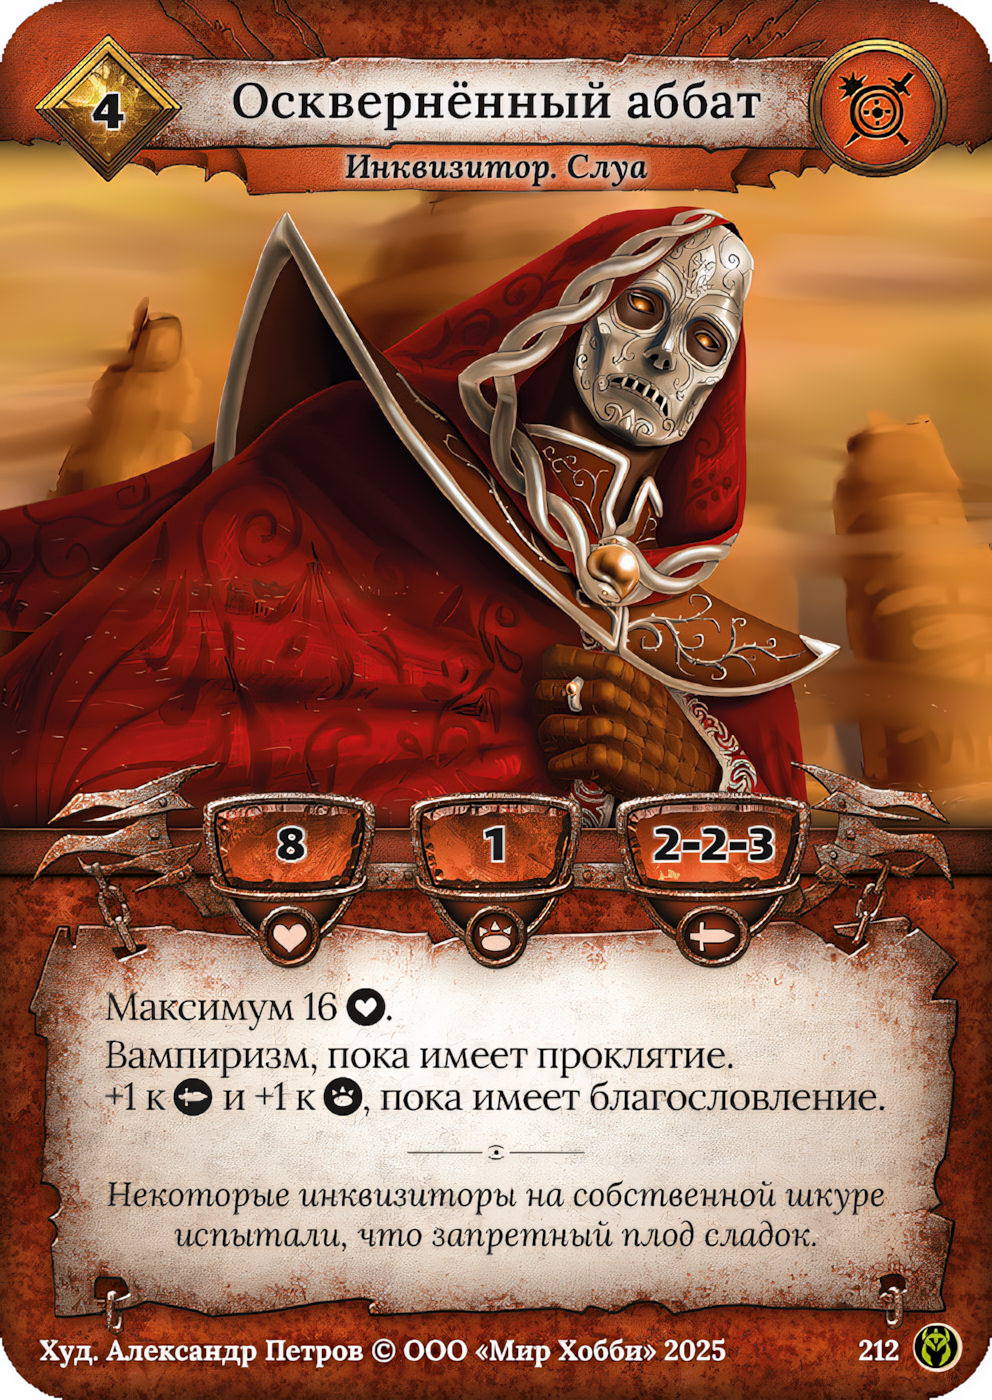 4
Осквернённый аббат
Инквизитор. Слуа
8 1 2-2-3
Максимум 16 .
Вампиризм, пока имеет проклятие.
+1 к и +1 к , пока имеет благословление.
Некоторые инквизиторы на собственной шкуре
испытали, что запретный плод сладок.
Худ. Александр Петров © ООО «Мир Хобби» 2025 212